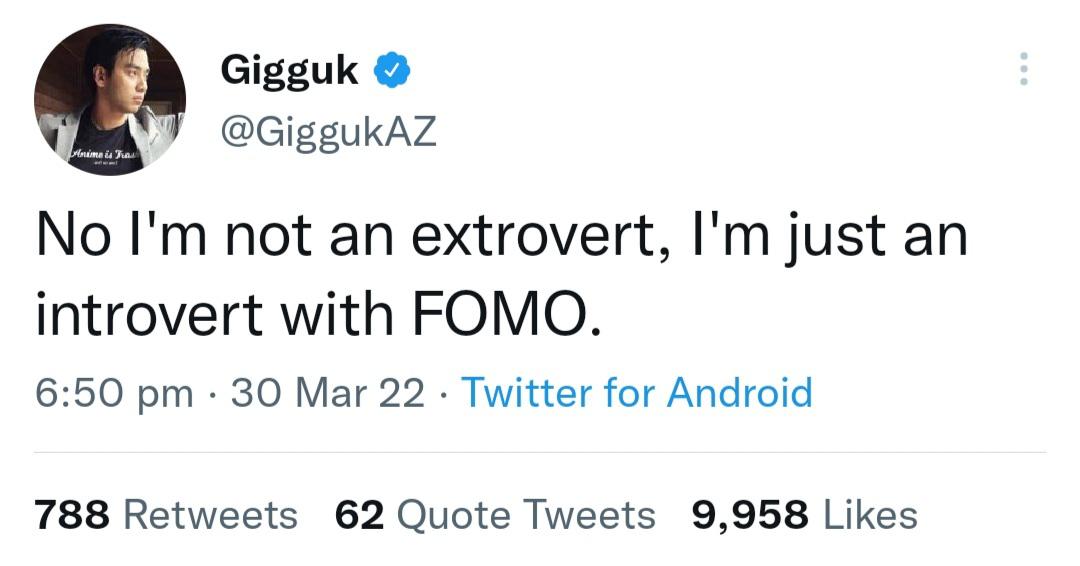 Gigguk
@GiggukAZ
Anime is Tras
No I'm not an extrovert, I'm just an
introvert with FOMO.
6:50 pm · 30 Mar 22 · Twitter for Android
788 Retweets 62 Quote Tweets 9,958 Likes